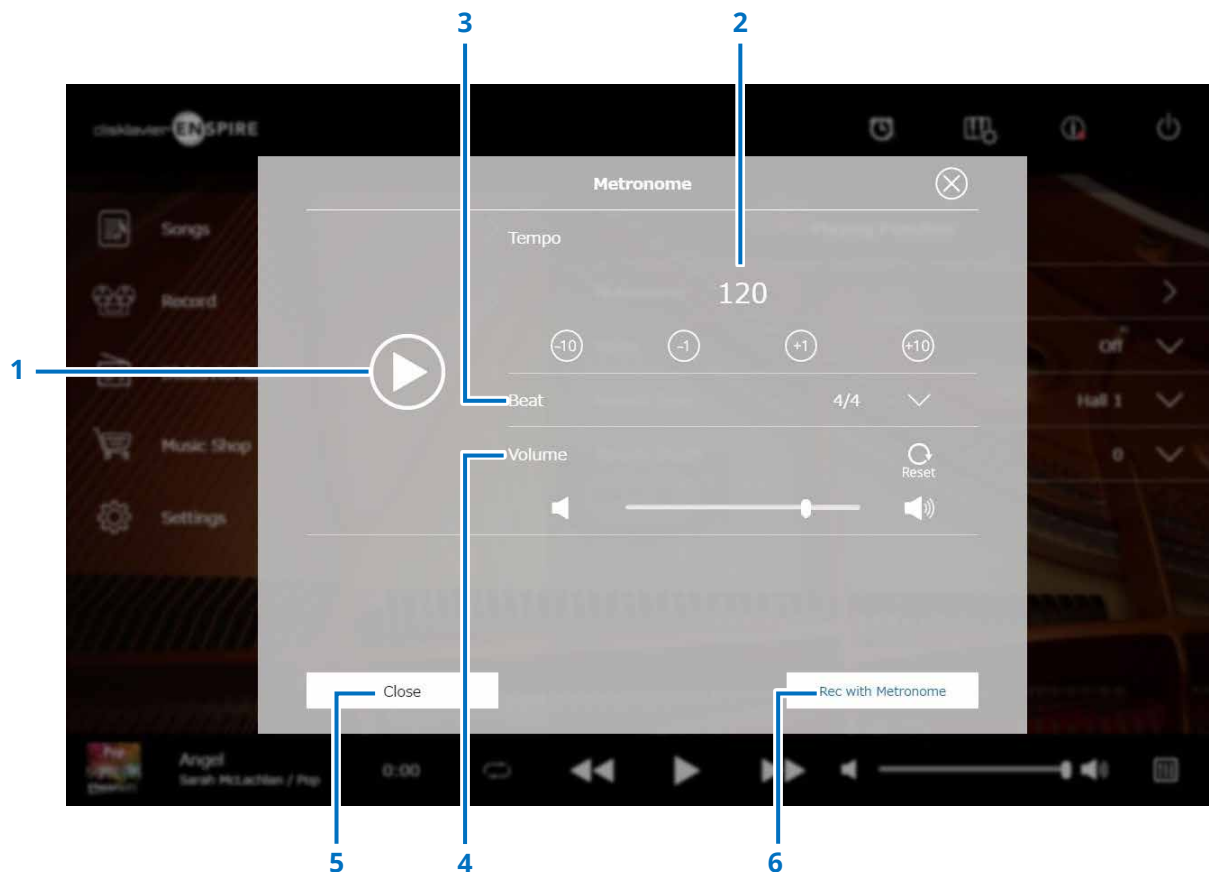 3 2
disklavier ENSPIRE
Metronome
Songs
Tempo
Record
120
Off
-10 -1 +1 +10
1
Beat 4/4
Hall 1
Music Shop
Volume
0
Reset
Settings
Close
Rec with Metronome
Pop
Angel
Sarah McLachlan / Pop
0:00
5 4 6